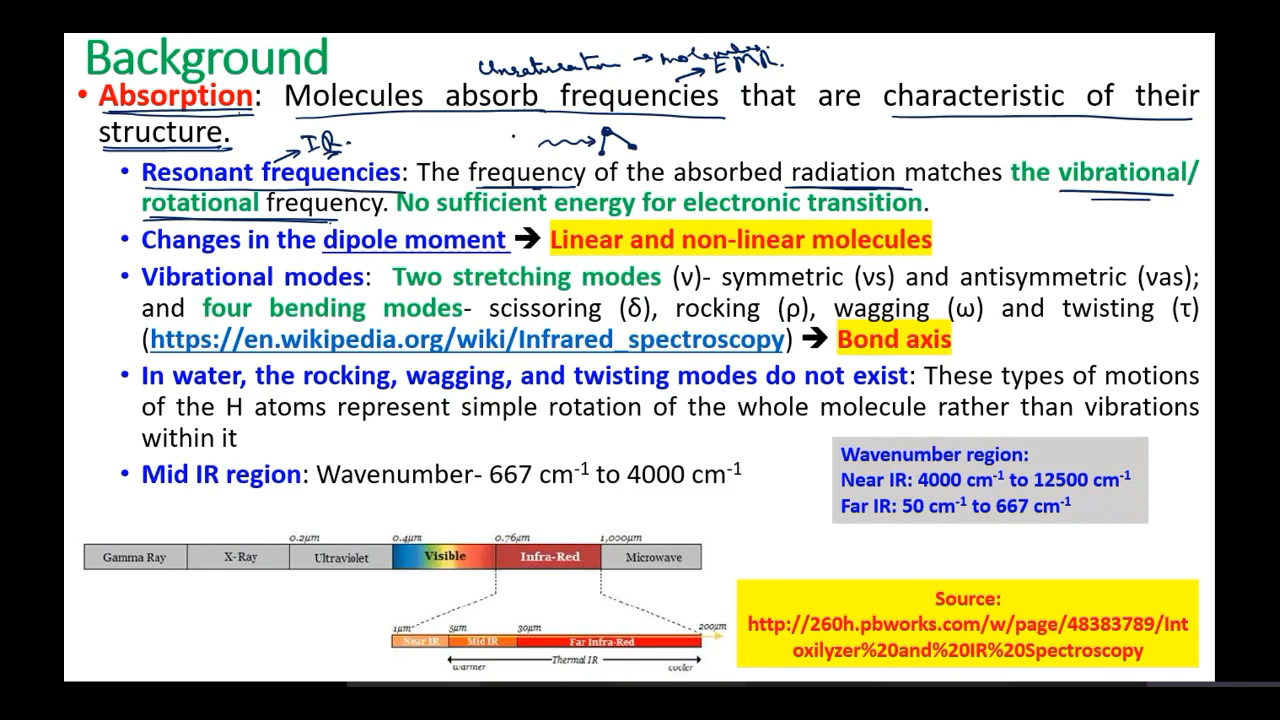 Background
Unsaturation → molecules.
→ EMR.
• Absorption: Molecules absorb frequencies that are characteristic of their
structure.
→ IR.
• Resonant frequencies: The frequency of the absorbed radiation matches the vibrational/
rotational frequency. No sufficient energy for electronic transition.
• Changes in the dipole moment ➔ Linear and non-linear molecules
• Vibrational modes: Two stretching modes (ν)- symmetric (νs) and antisymmetric (νas);
and four bending modes- scissoring (δ), rocking (ρ), wagging (ω) and twisting (τ)
(https://en.wikipedia.org/wiki/Infrared_spectroscopy) ➔ Bond axis
• In water, the rocking, wagging, and twisting modes do not exist: These types of motions
of the H atoms represent simple rotation of the whole molecule rather than vibrations
within it
• Mid IR region: Wavenumber- 667 cm⁻¹ to 4000 cm⁻¹
Wavenumber region:
Near IR: 4000 cm⁻¹ to 12500 cm⁻¹
Far IR: 50 cm⁻¹ to 667 cm⁻¹
0.2µm 0.4µm 0.76µm 1,000µm
Gamma Ray X-Ray Ultraviolet Visible Infra-Red Microwave
1µm 5µm 30µm 200µm
Near IR Mid IR Far Infra-Red
warmer Thermal IR cooler
Source:
http://260h.pbworks.com/w/page/48383789/Int
oxilyzer%20and%20IR%20Spectroscopy